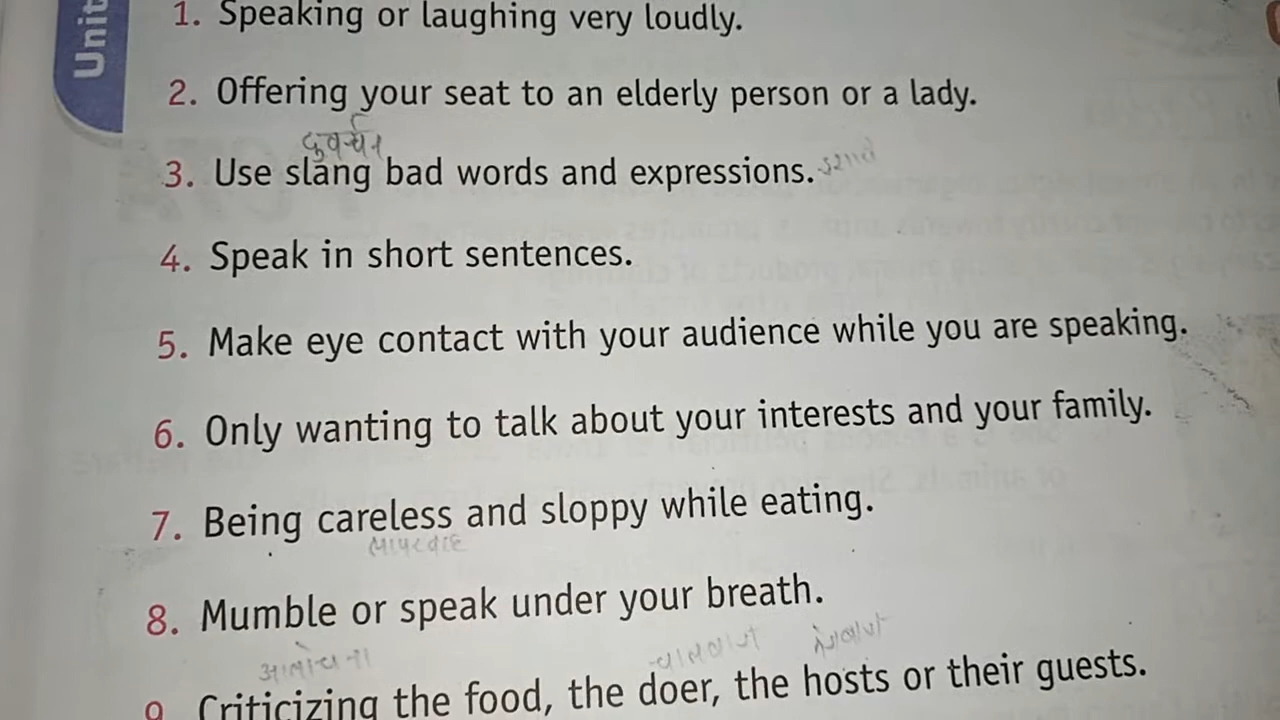 Unit
1. Speaking or laughing very loudly.
2. Offering your seat to an elderly person or a lady.
3. Use slang bad words and expressions.
4. Speak in short sentences.
5. Make eye contact with your audience while you are speaking.
6. Only wanting to talk about your interests and your family.
7. Being careless and sloppy while eating.
8. Mumble or speak under your breath.
आलोचना
9. Criticizing the food, the doer, the hosts or their guests.